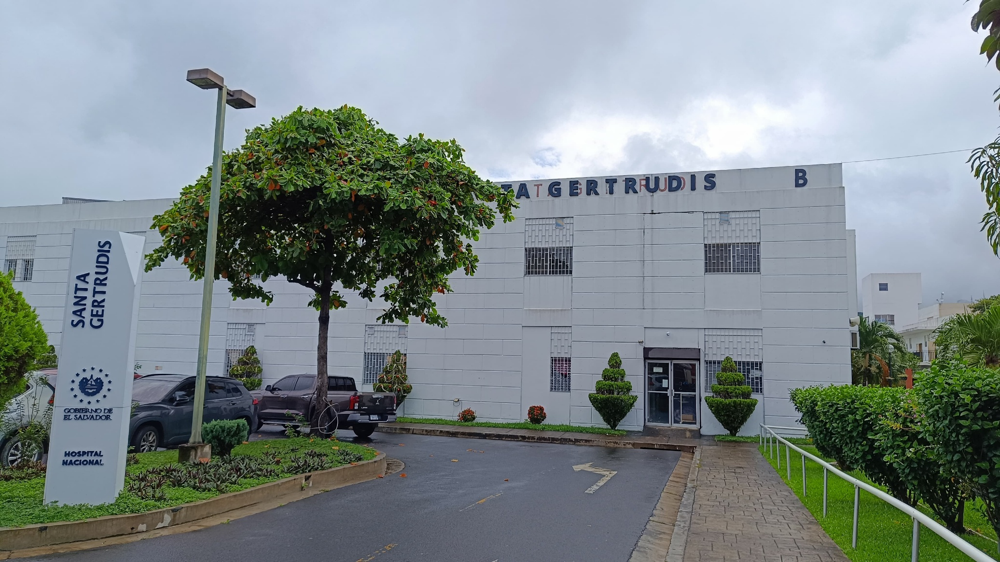 TA GERTRUDIS
B
SANTA
GERTRUDIS
GOBIERNO DE
EL SALVADOR
HOSPITAL
NACIONAL